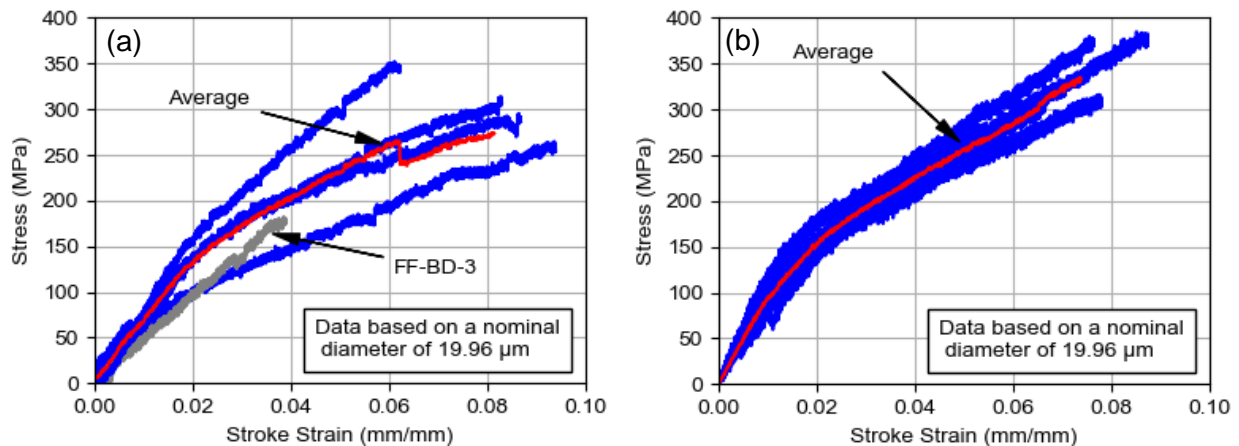 (a)
400
350
300
250
200
150
100
50
0
Stress (MPa)
Average
FF-BD-3
Data based on a nominal
diameter of 19.96 µm
0.00 0.02 0.04 0.06 0.08 0.10
Stroke Strain (mm/mm)
(b)
400
350
300
250
200
150
100
50
0
Stress (MPa)
Average
Data based on a nominal
diameter of 19.96 µm
0.00 0.02 0.04 0.06 0.08 0.10
Stroke Strain (mm/mm)